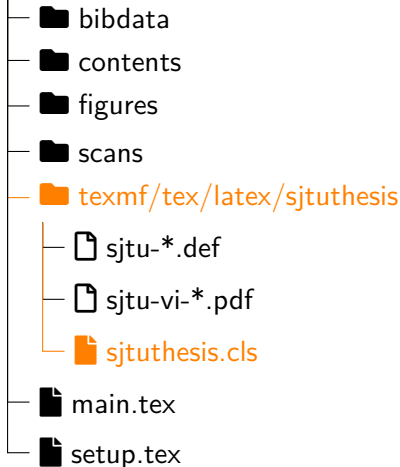 bibdata
contents
figures
scans
texmf/tex/latex/sjtuthesis
sjtu-*.def
sjtu-vi-*.pdf
sjtuthesis.cls
main.tex
setup.tex